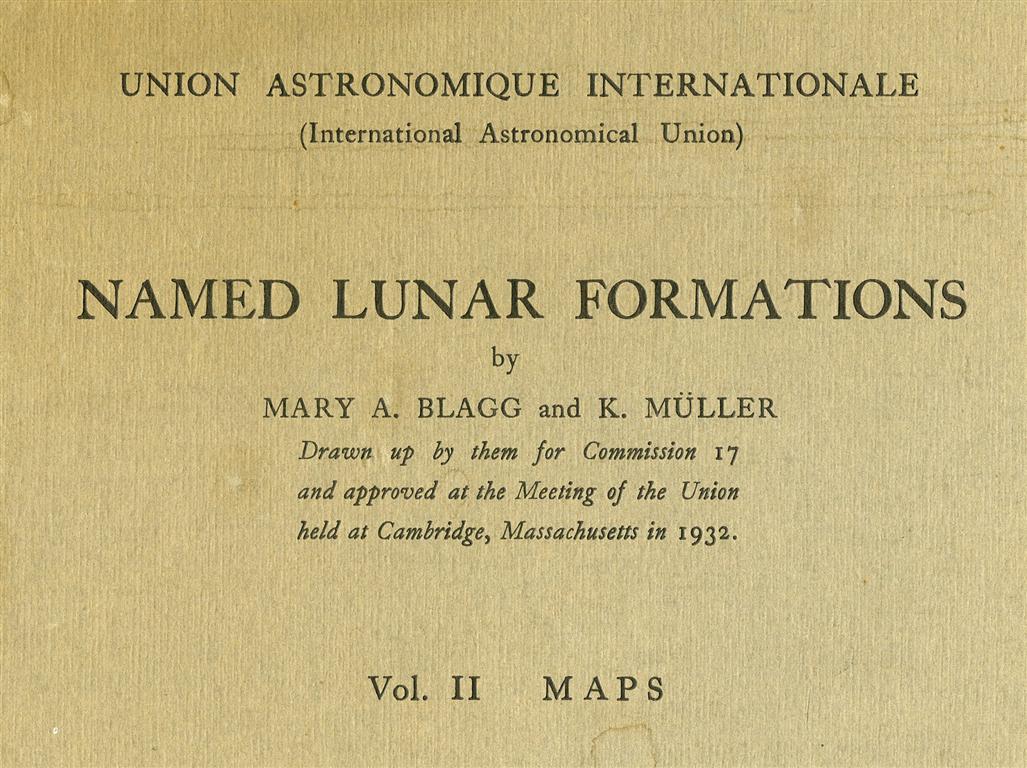 UNION ASTRONOMIQUE INTERNATIONALE
(International Astronomical Union)
NAMED LUNAR FORMATIONS
by
MARY A. BLAGG and K. MÜLLER
Drawn up by them for Commission 17
and approved at the Meeting of the Union
held at Cambridge, Massachusetts in 1932.
Vol. II MAPS